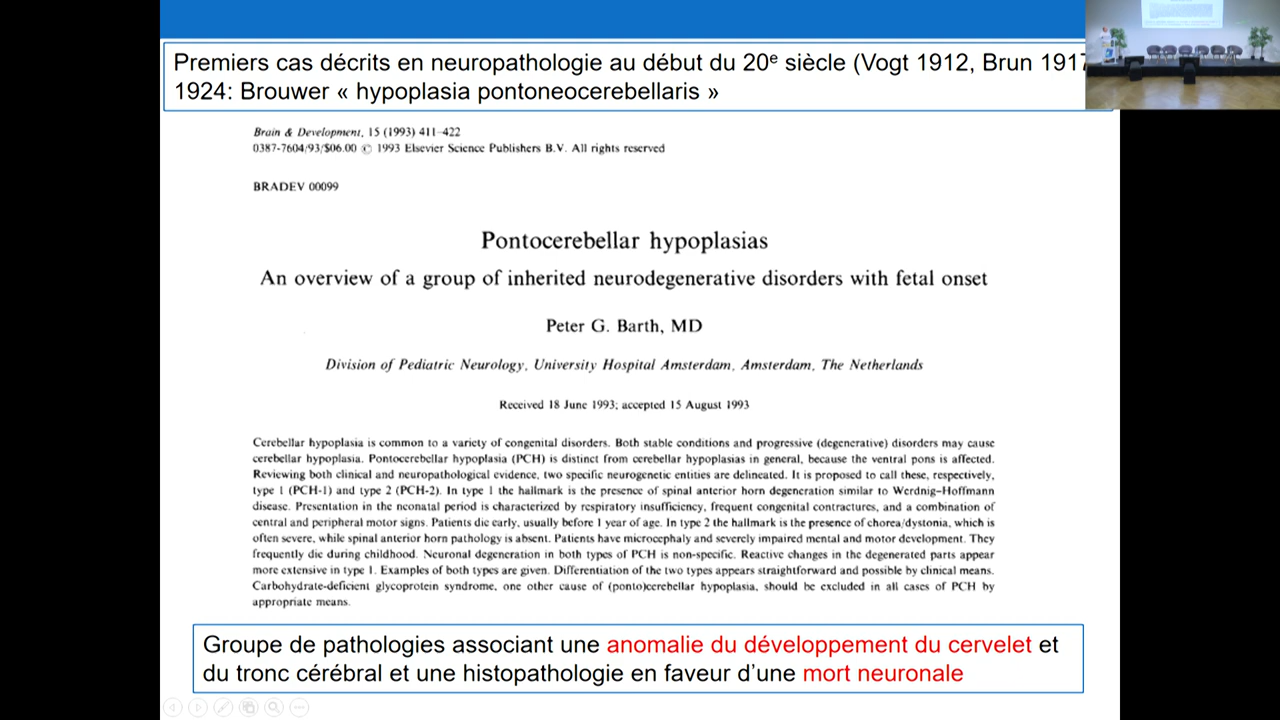 Premiers cas décrits en neuropathologie au début du 20e siècle (Vogt 1912, Brun 1917
1924: Brouwer « hypoplasia pontoneocerebellaris »
Brain & Development, 15 (1993) 411–422
0387-7604/93/$06.00 © 1993 Elsevier Science Publishers B.V. All rights reserved
BRADEV 00099
Pontocerebellar hypoplasias
An overview of a group of inherited neurodegenerative disorders with fetal onset
Peter G. Barth, MD
Division of Pediatric Neurology, University Hospital Amsterdam, Amsterdam, The Netherlands
Received 18 June 1993; accepted 15 August 1993
Cerebellar hypoplasia is common to a variety of congenital disorders. Both stable conditions and progressive (degenerative) disorders may cause
cerebellar hypoplasia. Pontocerebellar hypoplasia (PCH) is distinct from cerebellar hypoplasias in general, because the ventral pons is affected.
Reviewing both clinical and neuropathological evidence, two specific neurogenetic entities are delineated. It is proposed to call these, respectively,
type 1 (PCH-1) and type 2 (PCH-2). In type 1 the hallmark is the presence of spinal anterior horn degeneration similar to Werdnig–Hoffmann
disease. Presentation in the neonatal period is characterized by respiratory insufficiency, frequent congenital contractures, and a combination of
central and peripheral motor signs. Patients die early, usually before 1 year of age. In type 2 the hallmark is the presence of chorea/dystonia, which is
often severe, while spinal anterior horn pathology is absent. Patients have microcephaly and severely impaired mental and motor development. They
frequently die during childhood. Neuronal degeneration in both types of PCH is non-specific. Reactive changes in the degenerated parts appear
more extensive in type 1. Examples of both types are given. Differentiation of the two types appears straightforward and possible by clinical means.
Carbohydrate-deficient glycoprotein syndrome, one other cause of (ponto)cerebellar hypoplasia, should be excluded in all cases of PCH by
appropriate means.
Groupe de pathologies associant une anomalie du développement du cervelet et
du tronc cérébral et une histopathologie en faveur d’une mort neuronale